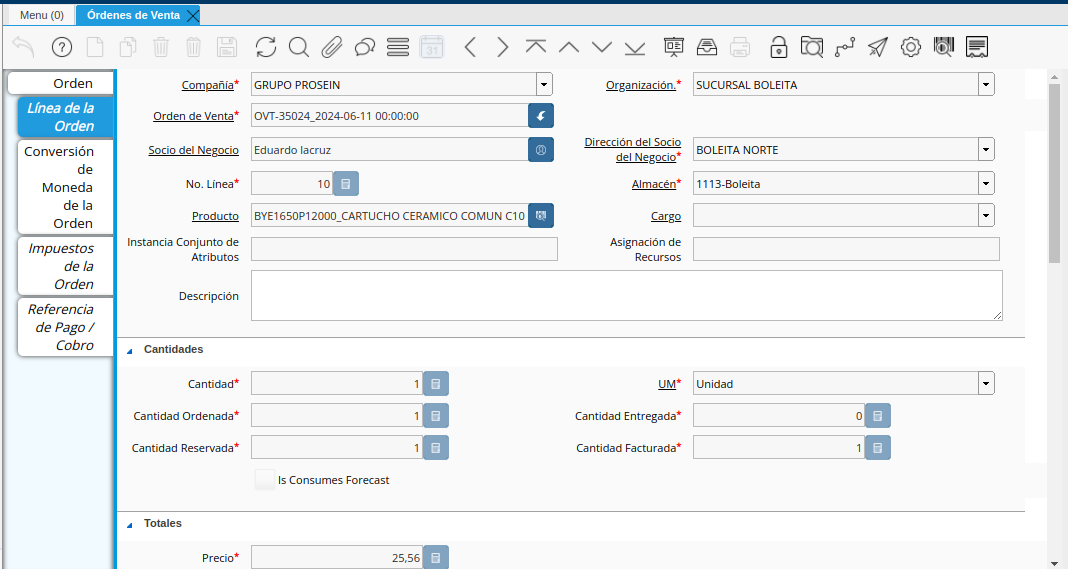 Menu (0)
Órdenes de Venta
31
Orden
Línea de la
Orden
Conversión
de
Moneda
de la
Orden
Impuestos
de la
Orden
Referencia
de Pago /
Cobro
Compañía* GRUPO PROSEIN
Organización.* SUCURSAL BOLEITA
Orden de Venta* OVT-35024_2024-06-11 00:00:00
Socio del Negocio Eduardo lacruz
Dirección del Socio
del Negocio* BOLEITA NORTE
No. Línea* 10
Almacén* 1113-Boleita
Producto BYE1650P12000_CARTUCHO CERAMICO COMUN C10
Cargo
Instancia Conjunto de
Atributos
Asignación de
Recursos
Descripción
Cantidades
Cantidad* 1
UM* Unidad
Cantidad Ordenada* 1
Cantidad Entregada* 0
Cantidad Reservada* 1
Cantidad Facturada* 1
Is Consumes Forecast
Totales
Precio* 25,56